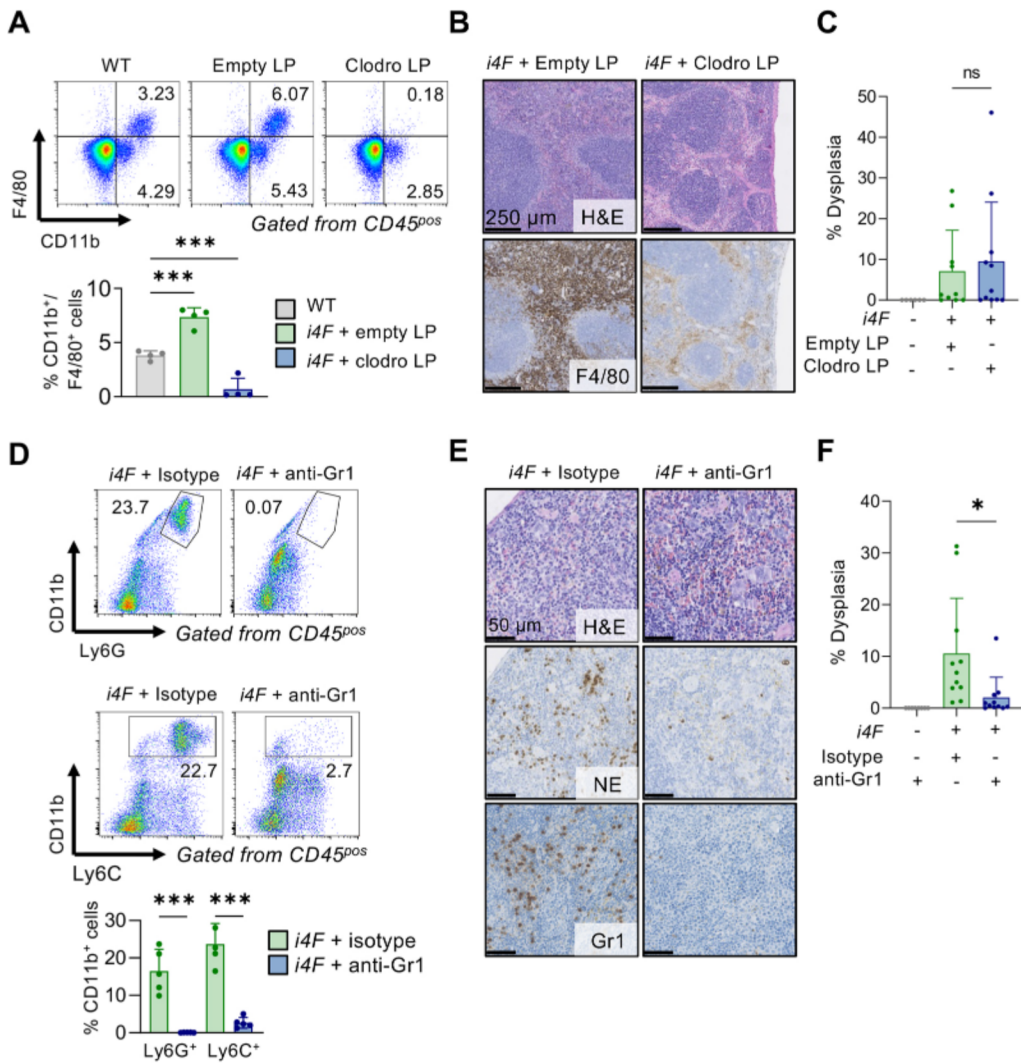 A
WT
Empty LP
Clodro LP
3.23
6.07
0.18
4.29
5.43
2.85
F4/80
CD11b
Gated from CD45pos
% CD11b+/
F4/80+ cells
10
5
0
***
***
WT
i4F + empty LP
i4F + clodro LP
B
i4F + Empty LP
i4F + Clodro LP
250 µm
H&E
F4/80
C
ns
% Dysplasia
50
40
30
20
10
0
i4F - + +
Empty LP - + -
Clodro LP - - +
D
i4F + Isotype
i4F + anti-Gr1
23.7
0.07
CD11b
Ly6G
Gated from CD45pos
i4F + Isotype
i4F + anti-Gr1
22.7
2.7
CD11b
Ly6C
Gated from CD45pos
% CD11b+ cells
30
20
10
0
***
***
Ly6G+
Ly6C+
i4F + isotype
i4F + anti-Gr1
E
i4F + Isotype
i4F + anti-Gr1
50 µm
H&E
NE
Gr1
F
*
% Dysplasia
40
30
20
10
0
i4F - + +
Isotype - + -
anti-Gr1 + - +